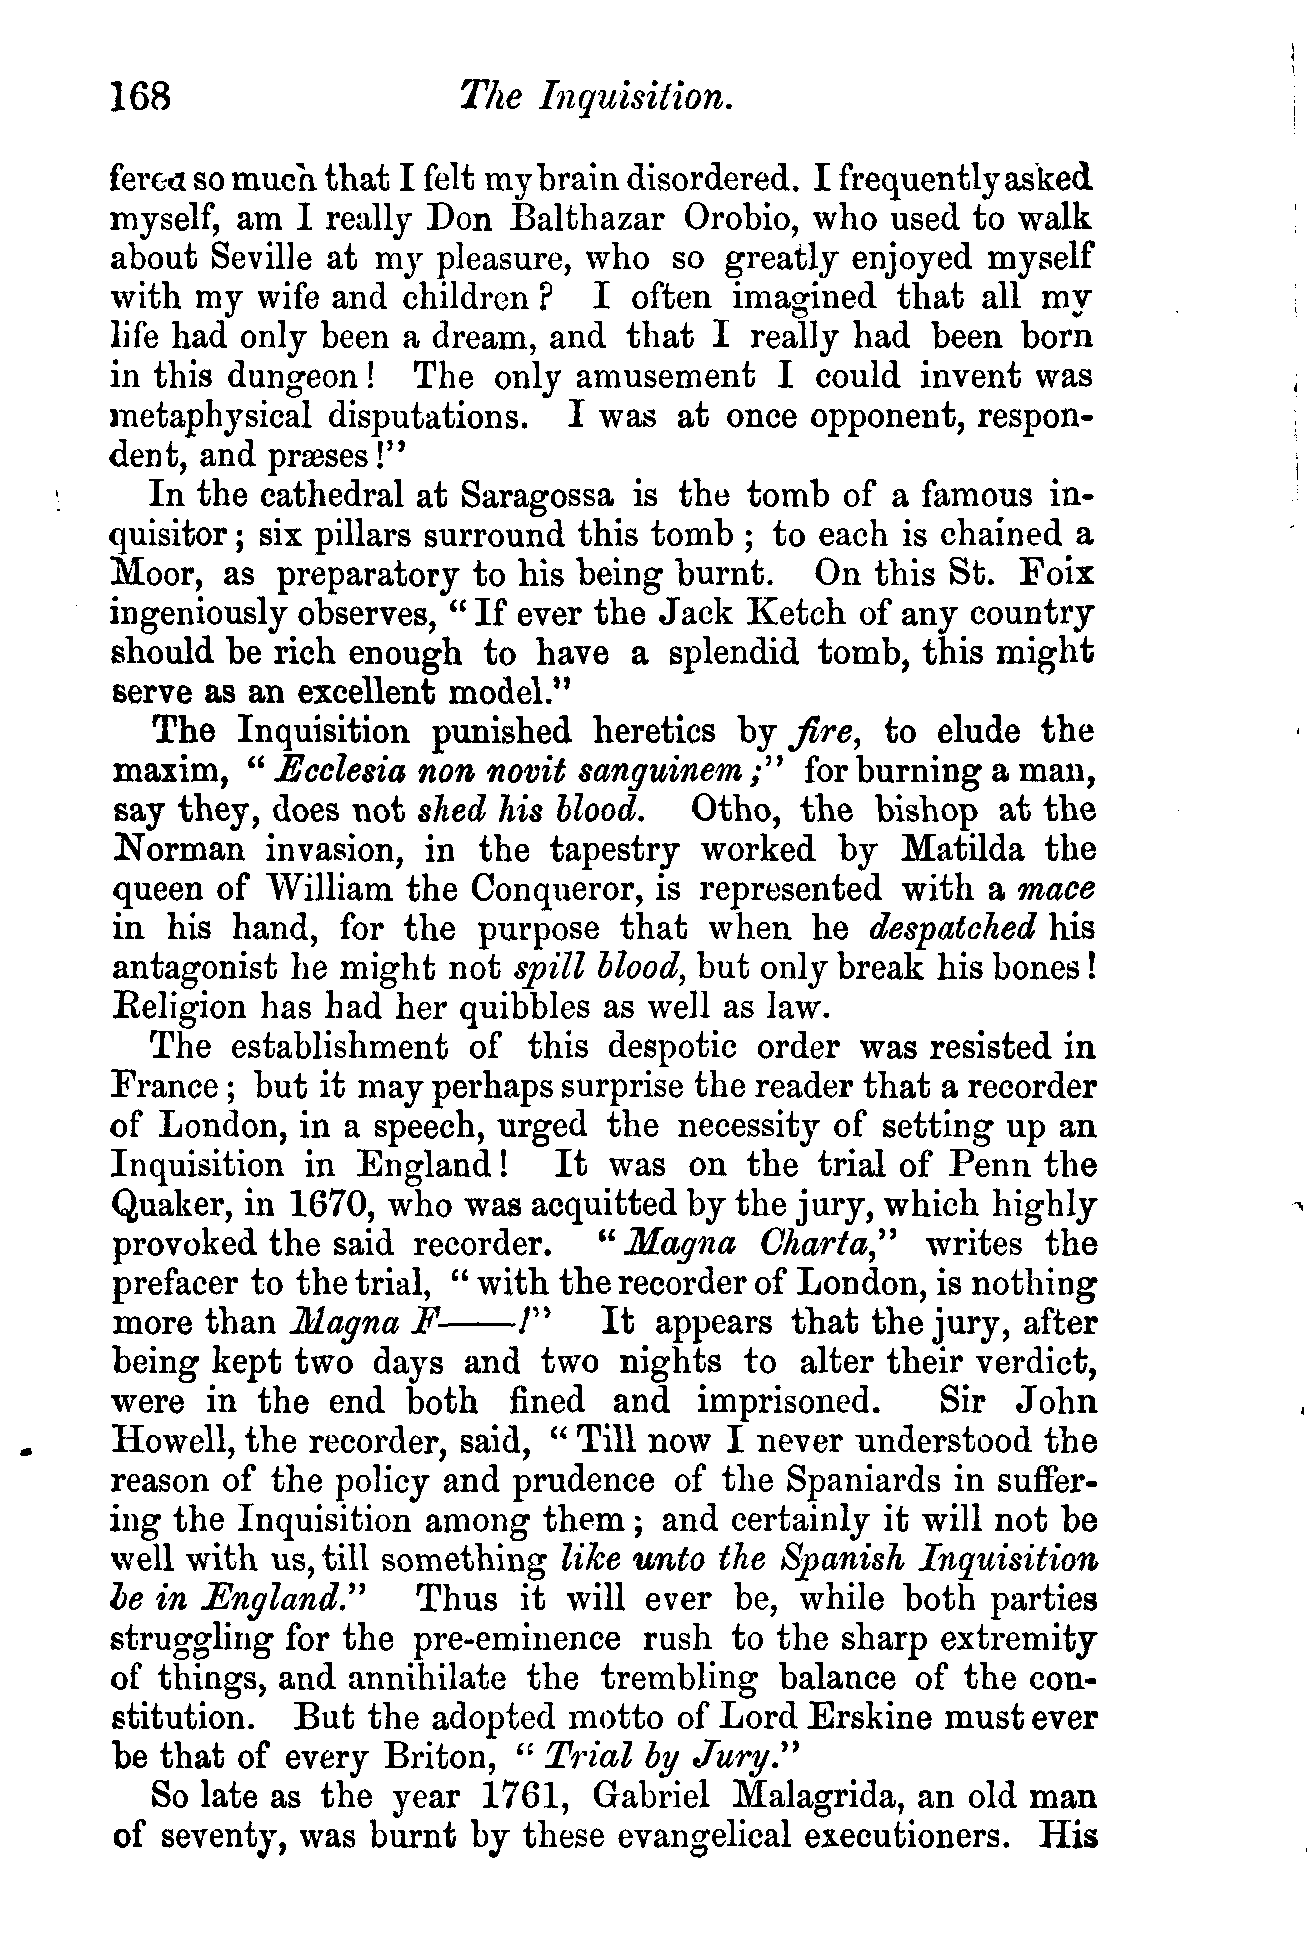 168 The Inquisition.
fered so much that I felt my brain disordered. I frequently asked
myself, am I really Don Balthazar Orobio, who used to walk
about Seville at my pleasure, who so greatly enjoyed myself
with my wife and children? I often imagined that all my
life had only been a dream, and that I really had been born
in this dungeon! The only amusement I could invent was
metaphysical disputations. I was at once opponent, respon-
dent, and præses!"
In the cathedral at Saragossa is the tomb of a famous in-
quisitor; six pillars surround this tomb; to each is chained a
Moor, as preparatory to his being burnt. On this St. Foix
ingeniously observes, "If ever the Jack Ketch of any country
should be rich enough to have a splendid tomb, this might
serve as an excellent model."
The Inquisition punished heretics by fire, to elude the
maxim, "Ecclesia non novit sanguinem;" for burning a man,
say they, does not shed his blood. Otho, the bishop at the
Norman invasion, in the tapestry worked by Matilda the
queen of William the Conqueror, is represented with a mace
in his hand, for the purpose that when he despatched his
antagonist he might not spill blood, but only break his bones!
Religion has had her quibbles as well as law.
The establishment of this despotic order was resisted in
France; but it may perhaps surprise the reader that a recorder
of London, in a speech, urged the necessity of setting up an
Inquisition in England! It was on the trial of Penn the
Quaker, in 1670, who was acquitted by the jury, which highly
provoked the said recorder. "Magna Charta," writes the
prefacer to the trial, "with the recorder of London, is nothing
more than Magna F——!" It appears that the jury, after
being kept two days and two nights to alter their verdict,
were in the end both fined and imprisoned. Sir John
Howell, the recorder, said, "Till now I never understood the
reason of the policy and prudence of the Spaniards in suffer-
ing the Inquisition among them; and certainly it will not be
well with us, till something like unto the Spanish Inquisition
be in England." Thus it will ever be, while both parties
struggling for the pre-eminence rush to the sharp extremity
of things, and annihilate the trembling balance of the con-
stitution. But the adopted motto of Lord Erskine must ever
be that of every Briton, "Trial by Jury."
So late as the year 1761, Gabriel Malagrida, an old man
of seventy, was burnt by these evangelical executioners. His